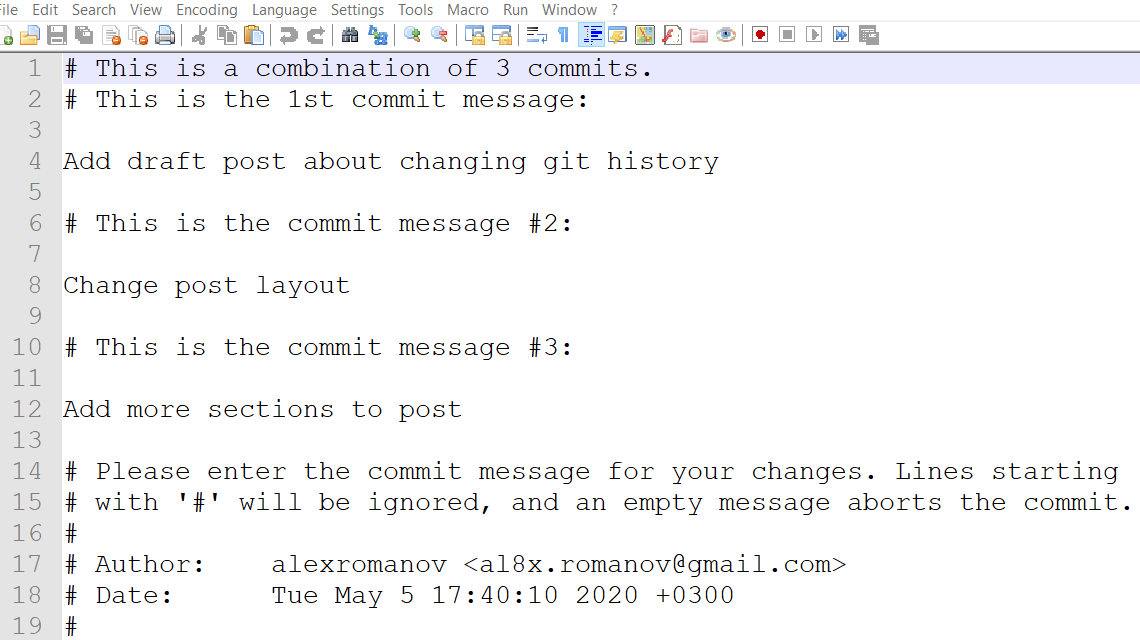 File Edit Search View Encoding Language Settings Tools Macro Run Window ?
1 # This is a combination of 3 commits.
2 # This is the 1st commit message:
3
4 Add draft post about changing git history
5
6 # This is the commit message #2:
7
8 Change post layout
9
10 # This is the commit message #3:
11
12 Add more sections to post
13
14 # Please enter the commit message for your changes. Lines starting
15 # with '#' will be ignored, and an empty message aborts the commit.
16 #
17 # Author:    alexromanov <al8x.romanov@gmail.com>
18 # Date:      Tue May 5 17:40:10 2020 +0300
19 #